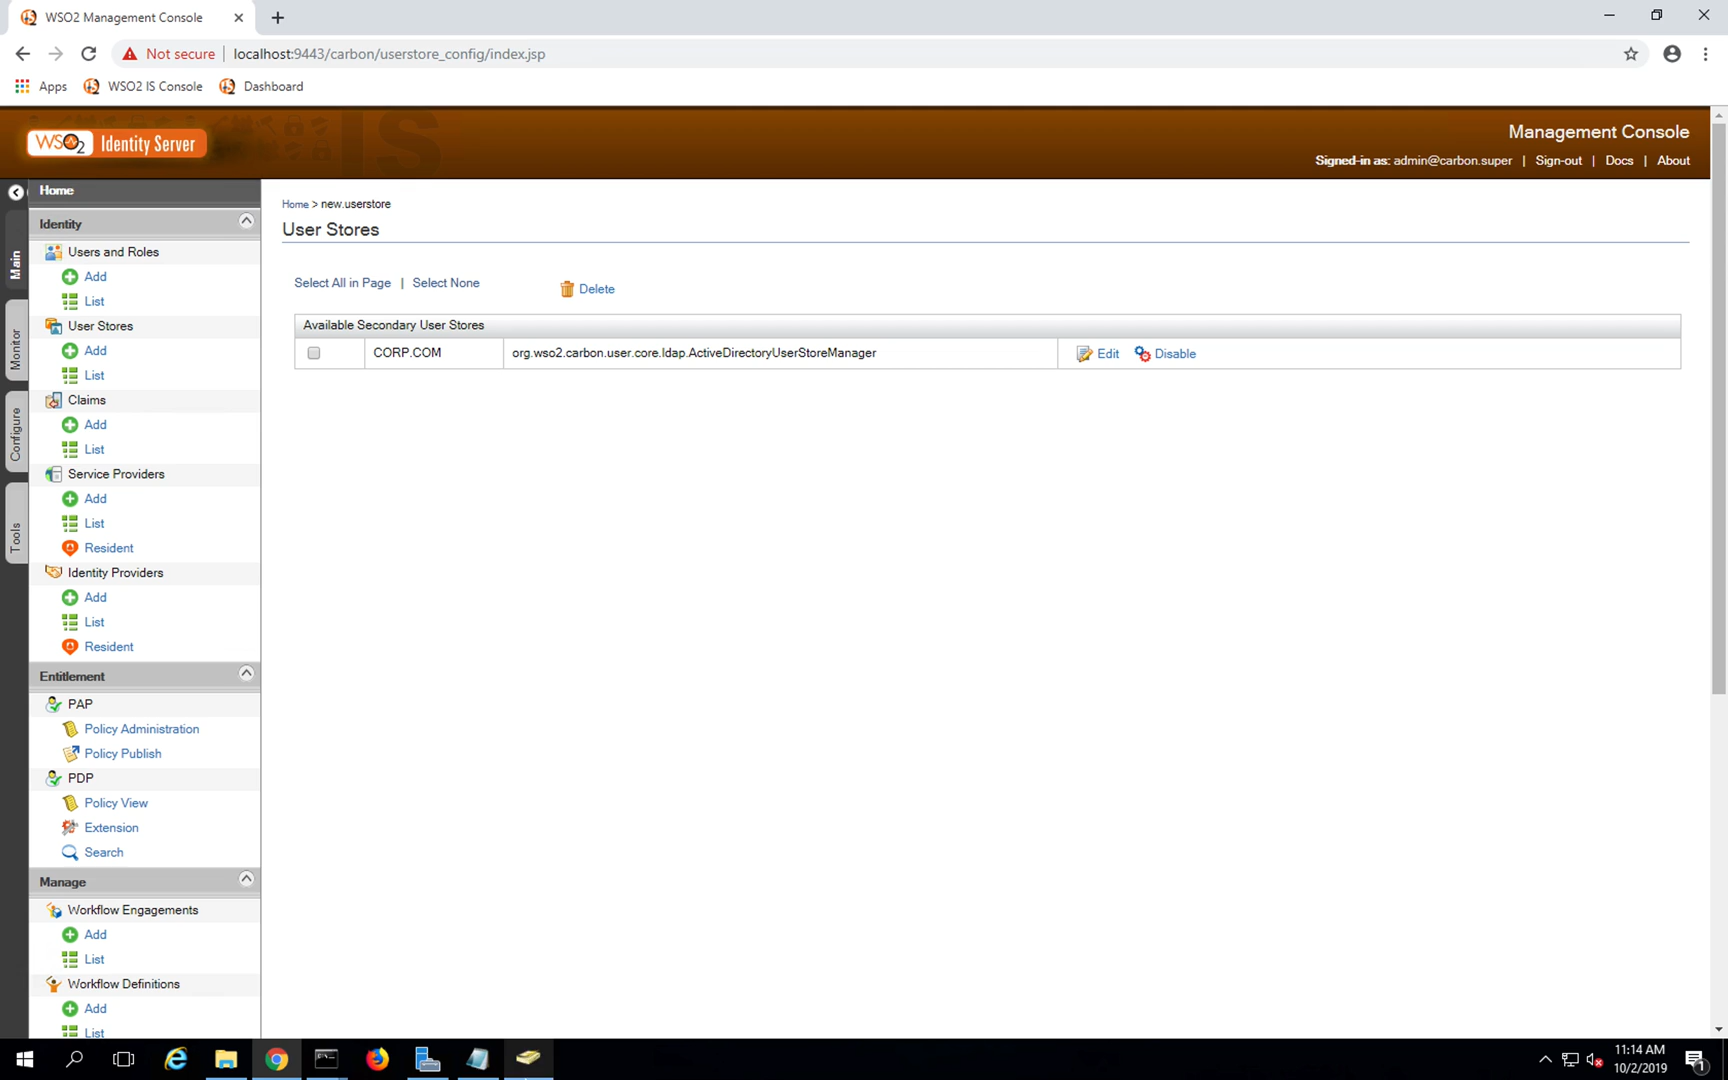 WSO2 Management Console
Not secure | localhost:9443/carbon/userstore_config/index.jsp
Apps WSO2 IS Console Dashboard
WSO2 Identity Server
Management Console
Signed-in as: admin@carbon.super | Sign-out | Docs | About
Main
Monitor
Configure
Tools
Home
Identity
Users and Roles
Add
List
User Stores
Add
List
Claims
Add
List
Service Providers
Add
List
Resident
Identity Providers
Add
List
Resident
Entitlement
PAP
Policy Administration
Policy Publish
PDP
Policy View
Extension
Search
Manage
Workflow Engagements
Add
List
Workflow Definitions
Add
List
Home > new.userstore
User Stores
Select All in Page | Select None Delete
Available Secondary User Stores
CORP.COM org.wso2.carbon.user.core.ldap.ActiveDirectoryUserStoreManager Edit Disable
11:14 AM
10/2/2019
1